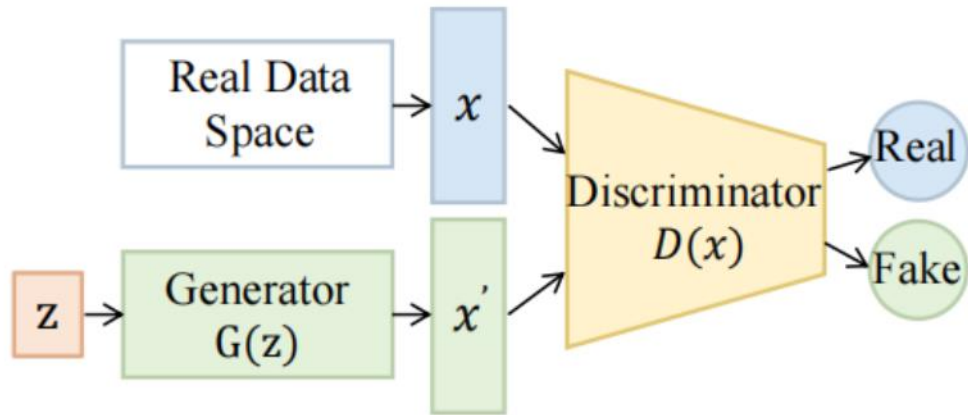 Real Data
Space
x
Discriminator
D(x)
Real
Fake
z
Generator
G(z)
x'